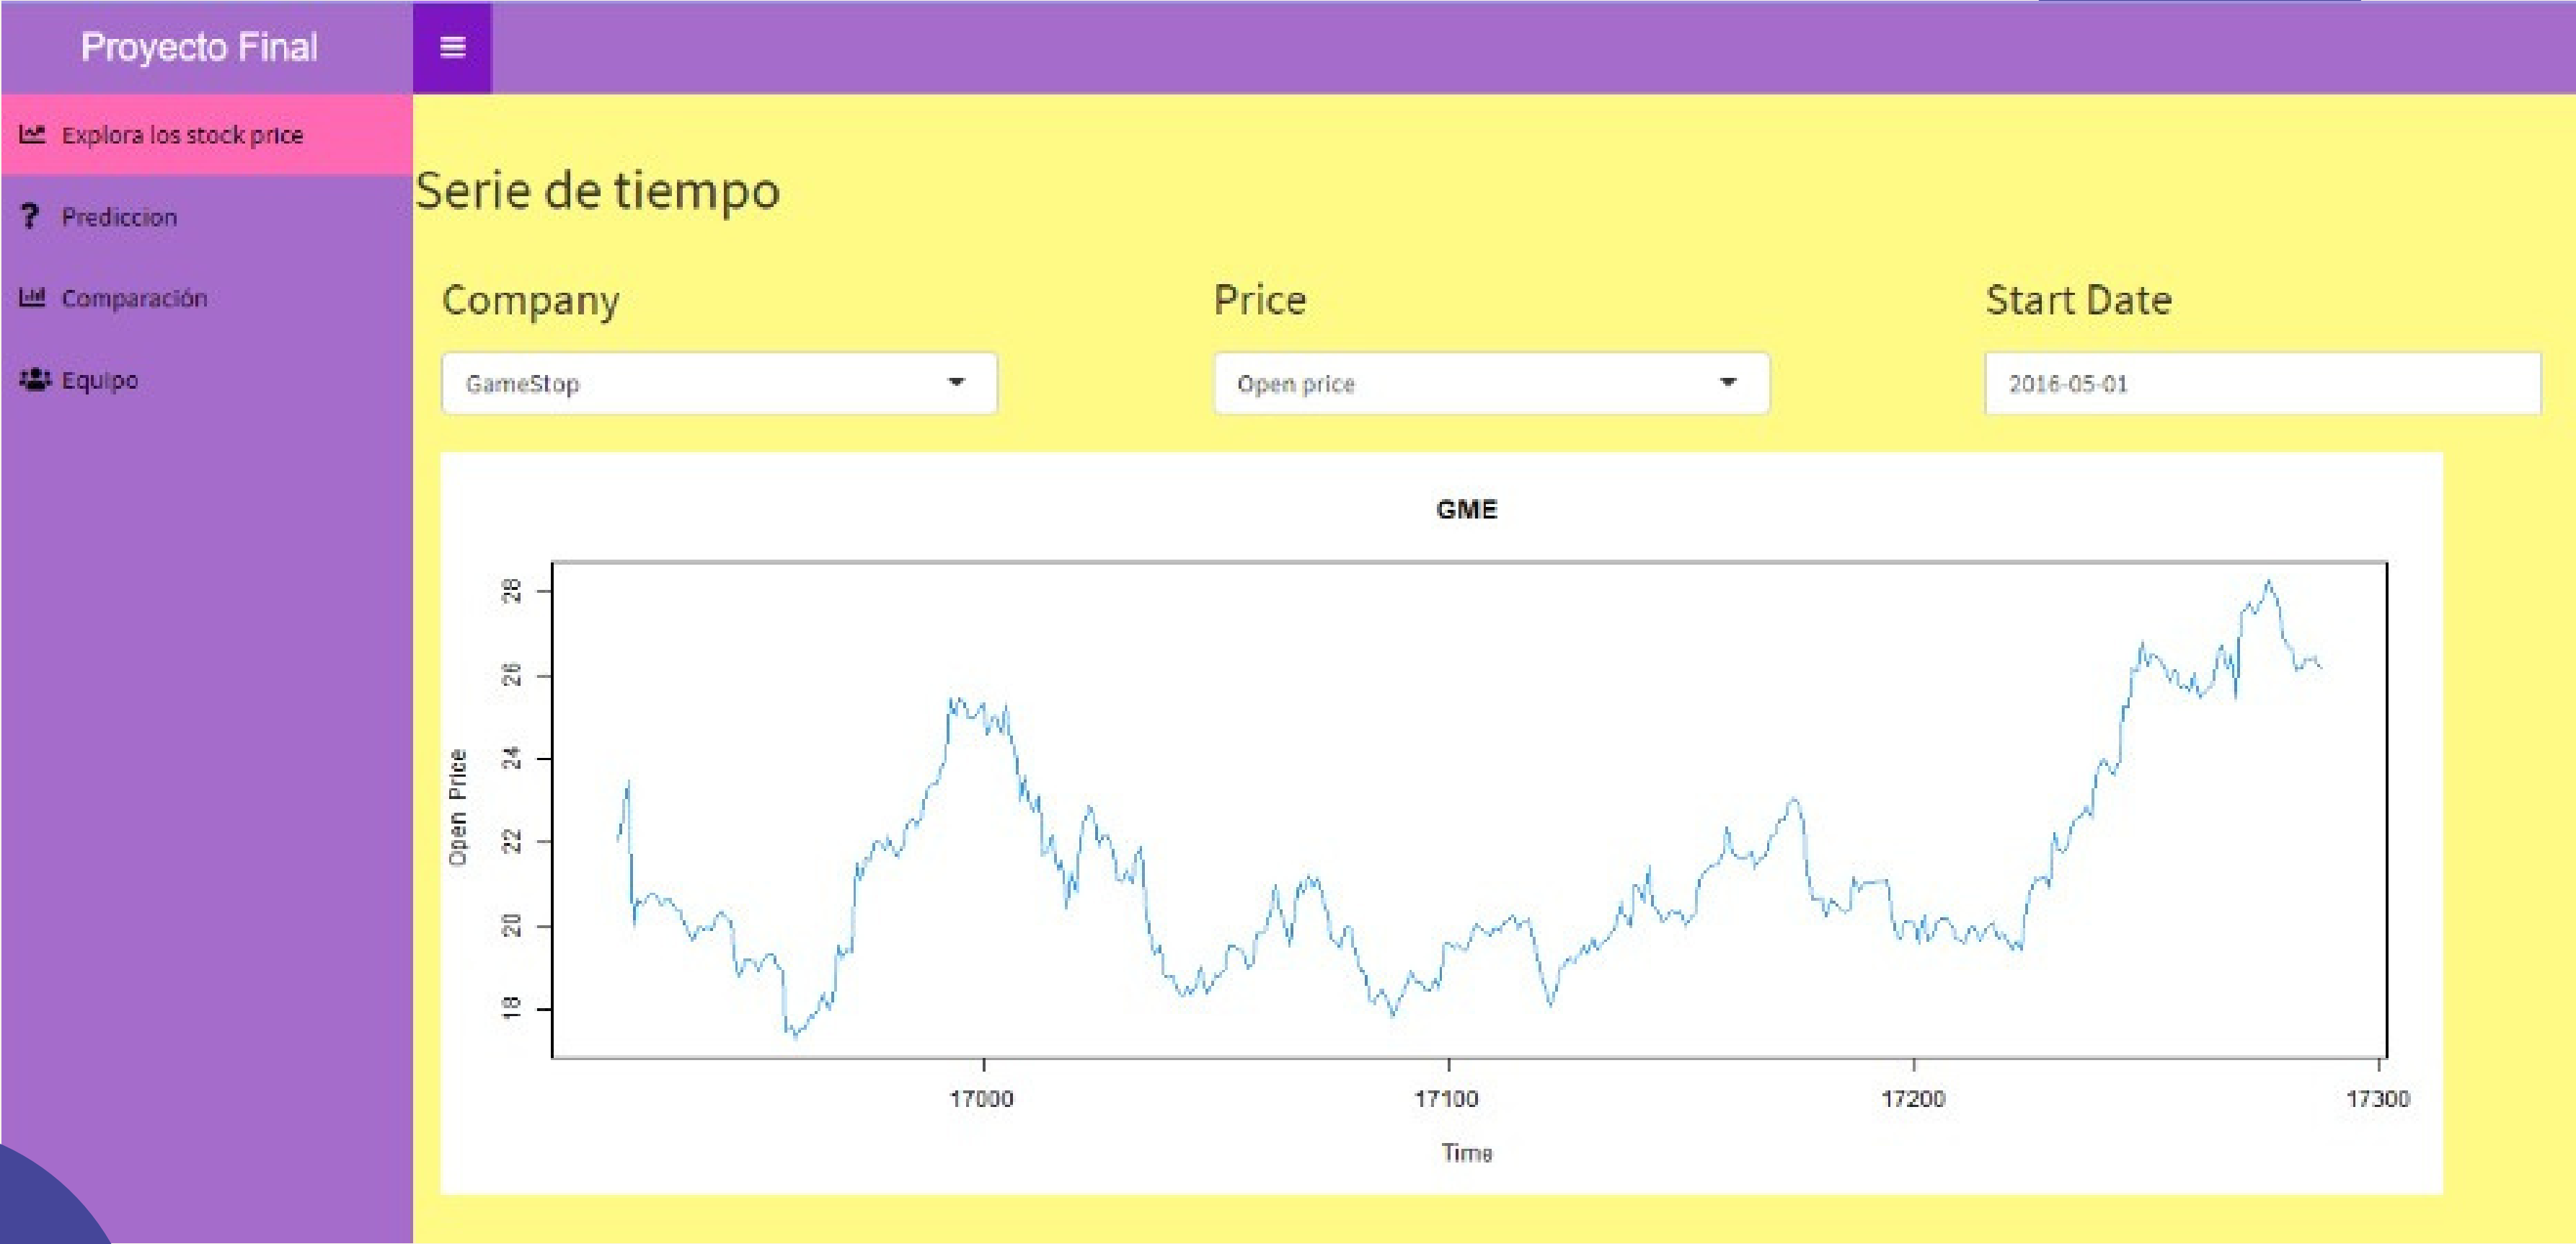 Proyecto Final
Explora los stock price
Prediccion
Comparación
Equipo
Serie de tiempo
Company
Price
Start Date
GameStop
Open price
2016-05-01
GME
Open Price
28
26
24
22
20
18
17000
17100
17200
17300
Time